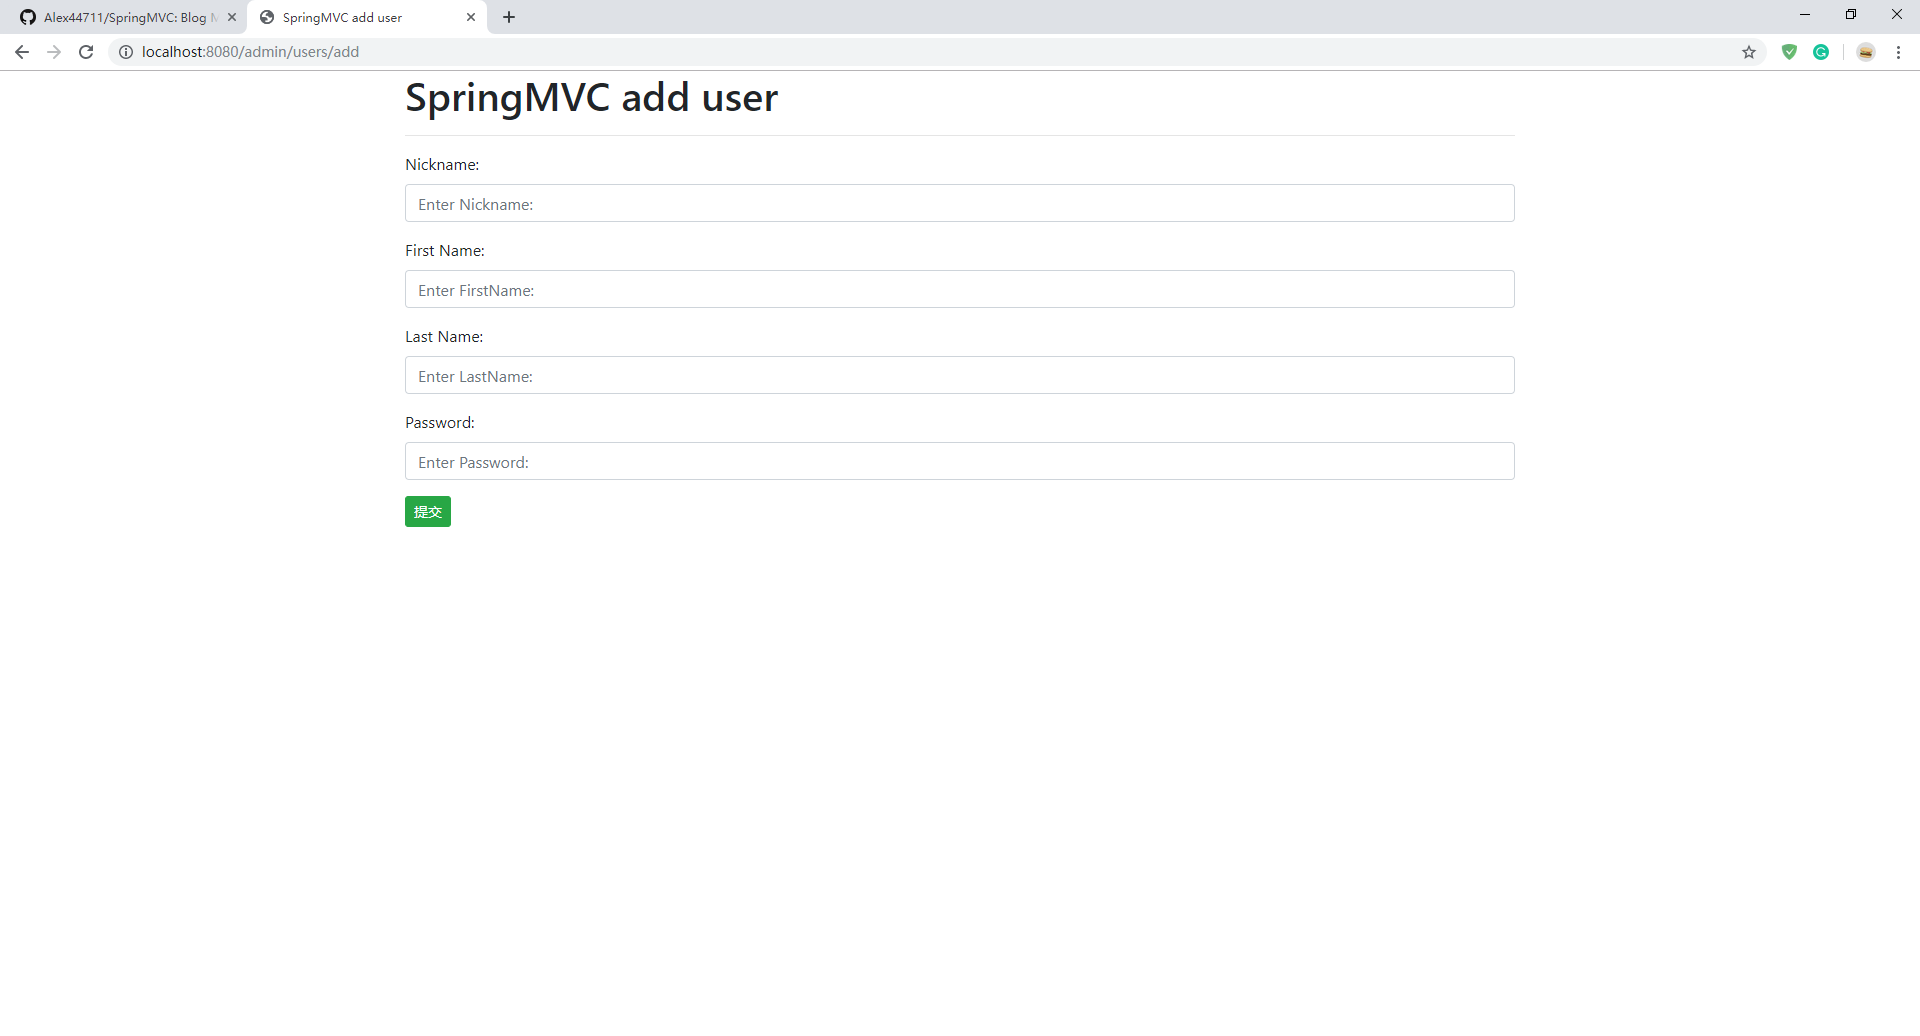 Alex44711/SpringMVC: Blog M
SpringMVC add user
localhost:8080/admin/users/add
SpringMVC add user
Nickname:
Enter Nickname:
First Name:
Enter FirstName:
Last Name:
Enter LastName:
Password:
Enter Password:
提交